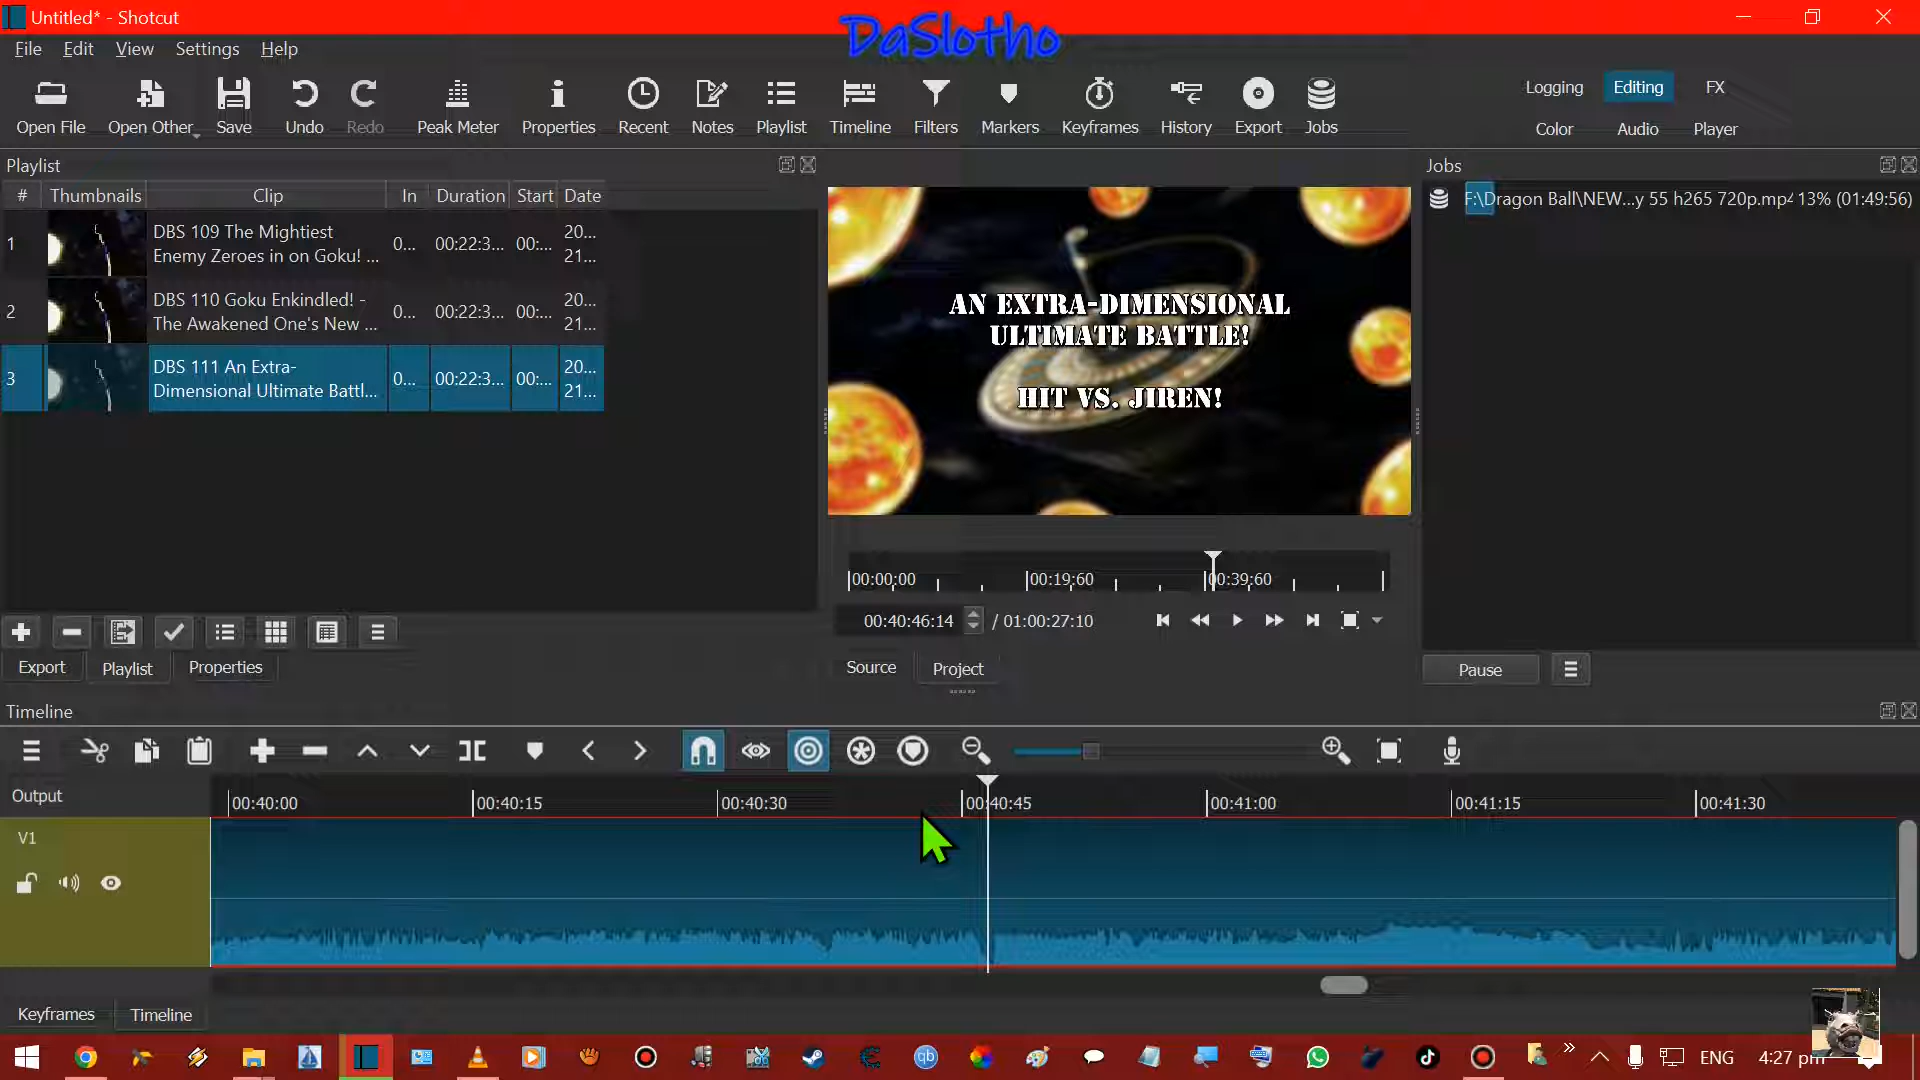 Untitled* - Shotcut
DaSlotho
File Edit View Settings Help
Open File Open Other Save Undo Redo Peak Meter Properties Recent Notes Playlist Timeline Filters Markers Keyframes History Export Jobs
Logging Editing FX
Color Audio Player
Playlist
Jobs
# Thumbnails Clip In Duration Start Date
F:\Dragon Ball\NEW...y 55 h265 720p.mp4 13% (01:49:56)
1 DBS 109 The Mightiest Enemy Zeroes in on Goku! ... 0... 00:22:3... 00:... 20... 21...
2 DBS 110 Goku Enkindled! - The Awakened One's New ... 0... 00:22:3... 00:... 20... 21...
3 DBS 111 An Extra- Dimensional Ultimate Battl... 0... 00:22:3... 00:... 20... 21...
AN EXTRA-DIMENSIONAL
ULTIMATE BATTLE!
HIT VS. JIREN!
00:00;00 00:19;60 00:39;60
00:40:46:14 / 01:00:27:10
Export Playlist Properties
Source Project
Pause
Timeline
Output
00:40:00 00:40:15 00:40:30 00:40:45 00:41:00 00:41:15 00:41:30
V1
Keyframes Timeline
qb
ENG 4:27 pm